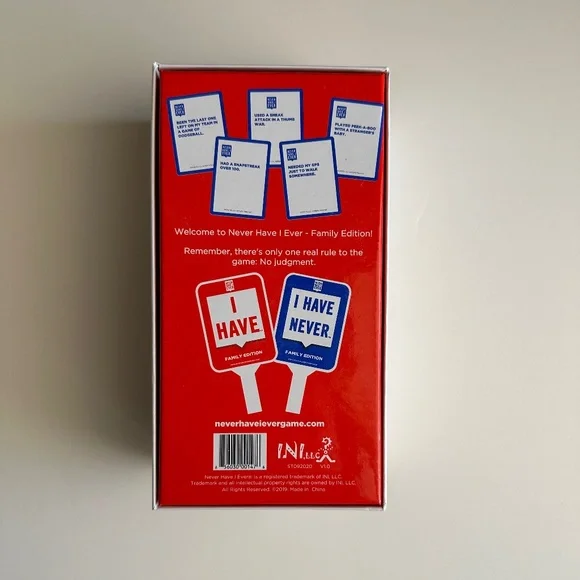 BEEN THE LAST ONE
LEFT ON MY TEAM IN
A GAME OF
DODGEBALL.
USED A SNEAK
ATTACK IN A THUMB
WAR.
PLAYED PEEK-A-BOO
WITH A STRANGER'S
BABY.
HAD A SNAPSTREAK
OVER 100.
NEEDED MY GPS
JUST TO WALK
SOMEWHERE.
Welcome to Never Have I Ever - Family Edition!
Remember, there's only one real rule to the
game: No judgment.
I
HAVE.
FAMILY EDITION
I HAVE
NEVER.
FAMILY EDITION
neverhaveievergame.com
INI, LLC
STD82020 V1.0
Never Have I Ever® is a registered trademark of INI, LLC.
Trademark and all intellectual property rights are owned by INI, LLC.
All Rights Reserved. ©2019. Made in China